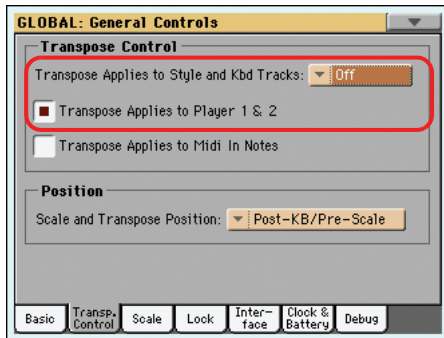 GLOBAL: General Controls
Transpose Control
Transpose Applies to Style and Kbd Tracks: Off
Transpose Applies to Player 1 & 2
Transpose Applies to Midi In Notes
Position
Scale and Transpose Position: Post-KB/Pre-Scale
Basic Transp. Control Scale Lock Inter-face Clock & Battery Debug